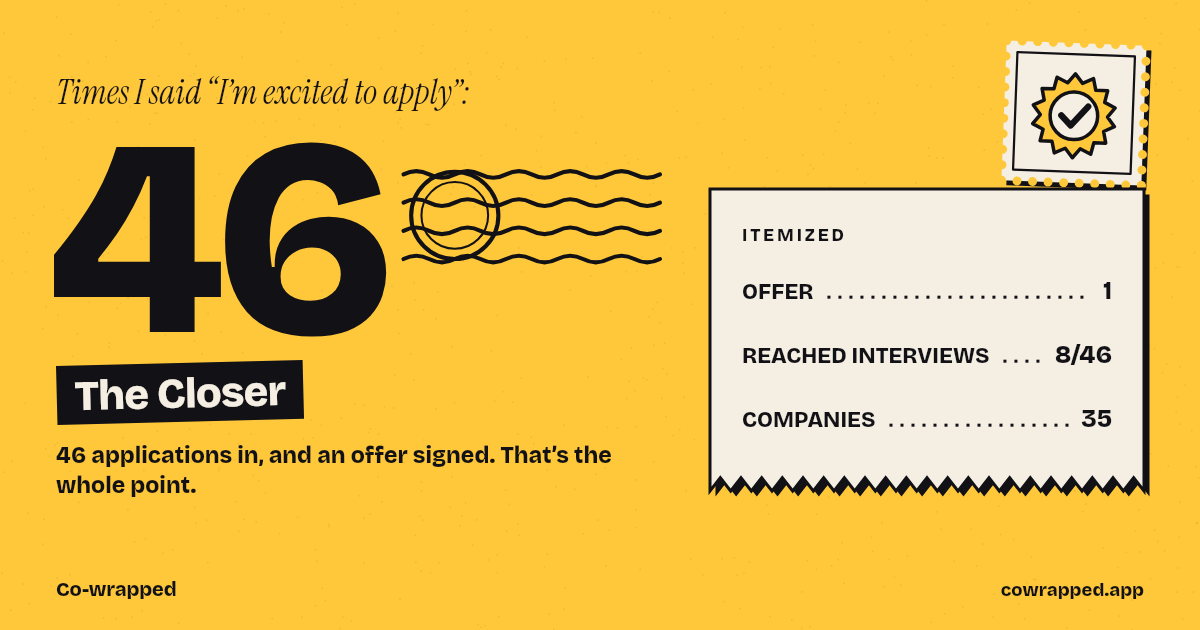 Times I said “I’m excited to apply”:
46
The Closer
46 applications in, and an offer signed. That’s the
whole point.
ITEMIZED
OFFER ........................ 1
REACHED INTERVIEWS .... 8/46
COMPANIES ................. 35
Co-wrapped
cowrapped.app